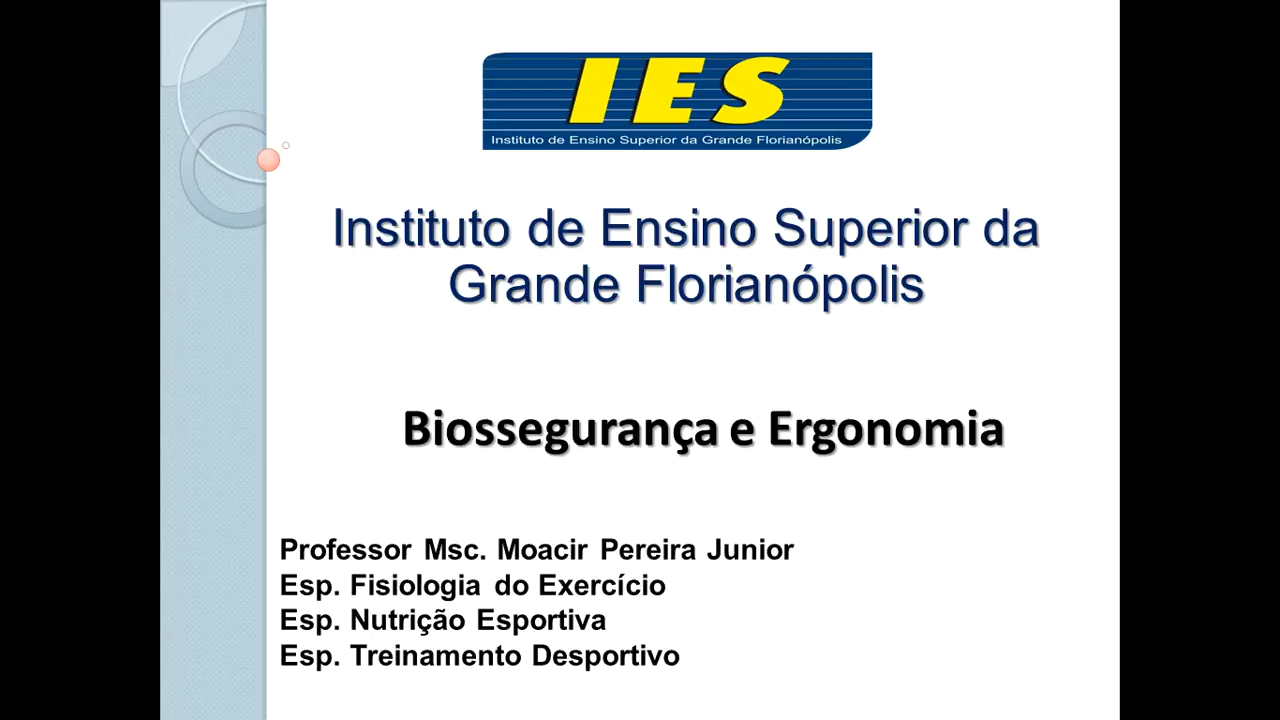 IES
Instituto de Ensino Superior da Grande Florianópolis
Instituto de Ensino Superior da
Grande Florianópolis
Biossegurança e Ergonomia
Professor Msc. Moacir Pereira Junior
Esp. Fisiologia do Exercício
Esp. Nutrição Esportiva
Esp. Treinamento Desportivo